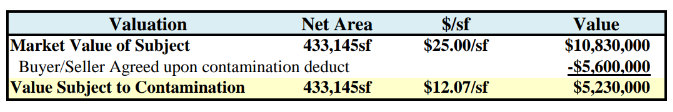 Valuation Net Area $/sf Value
Market Value of Subject 433,145sf $25.00/sf $10,830,000
Buyer/Seller Agreed upon contamination deduct -$5,600,000
Value Subject to Contamination 433,145sf $12.07/sf $5,230,000